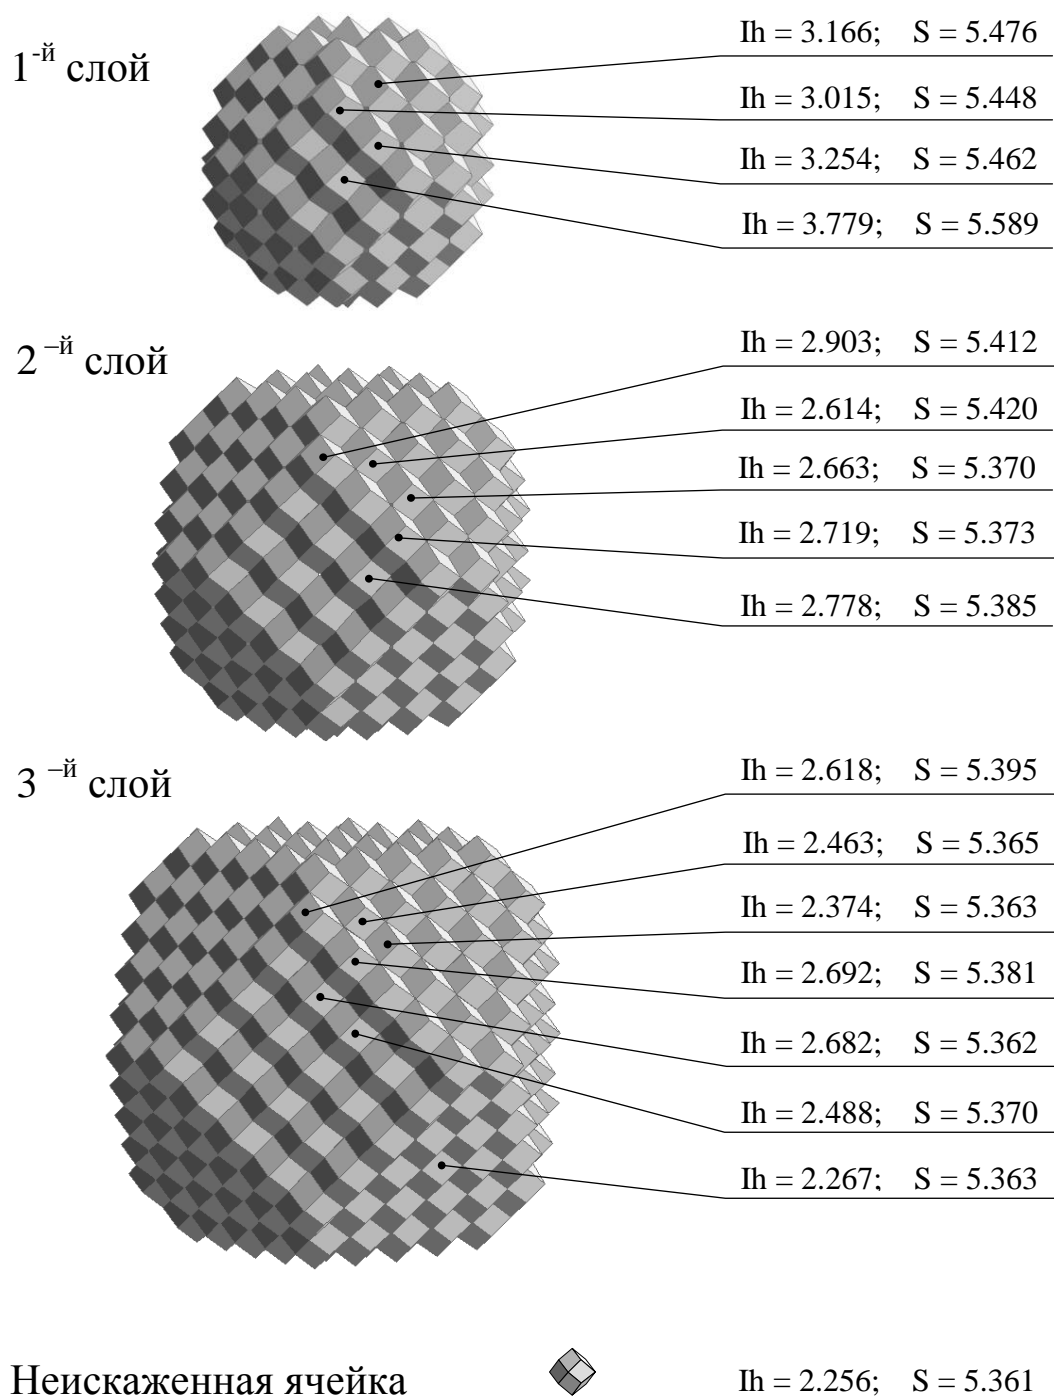 1-й слой
Ih = 3.166; S = 5.476
Ih = 3.015; S = 5.448
Ih = 3.254; S = 5.462
Ih = 3.779; S = 5.589
2 –й слой
Ih = 2.903; S = 5.412
Ih = 2.614; S = 5.420
Ih = 2.663; S = 5.370
Ih = 2.719; S = 5.373
Ih = 2.778; S = 5.385
3 –й слой
Ih = 2.618; S = 5.395
Ih = 2.463; S = 5.365
Ih = 2.374; S = 5.363
Ih = 2.692; S = 5.381
Ih = 2.682; S = 5.362
Ih = 2.488; S = 5.370
Ih = 2.267; S = 5.363
Неискаженная ячейка Ih = 2.256; S = 5.361